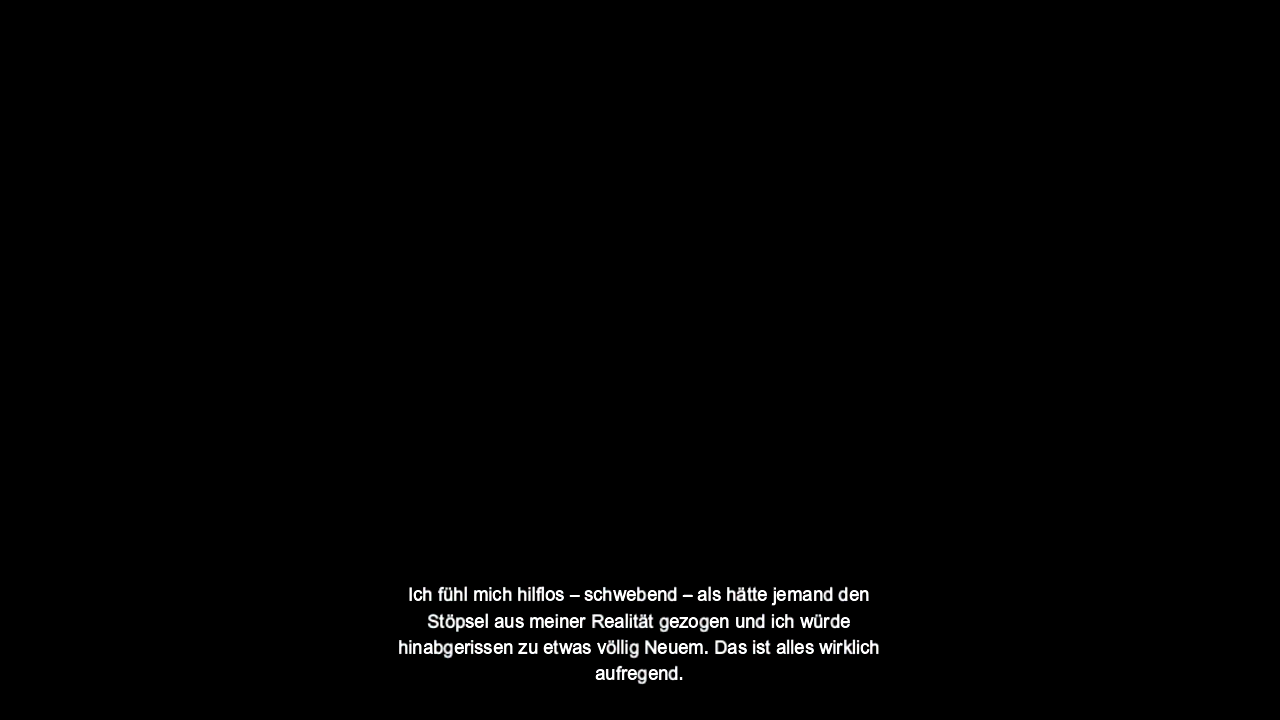 Ich fühl mich hilflos – schwebend – als hätte jemand den
Stöpsel aus meiner Realität gezogen und ich würde
hinabgerissen zu etwas völlig Neuem. Das ist alles wirklich
aufregend.